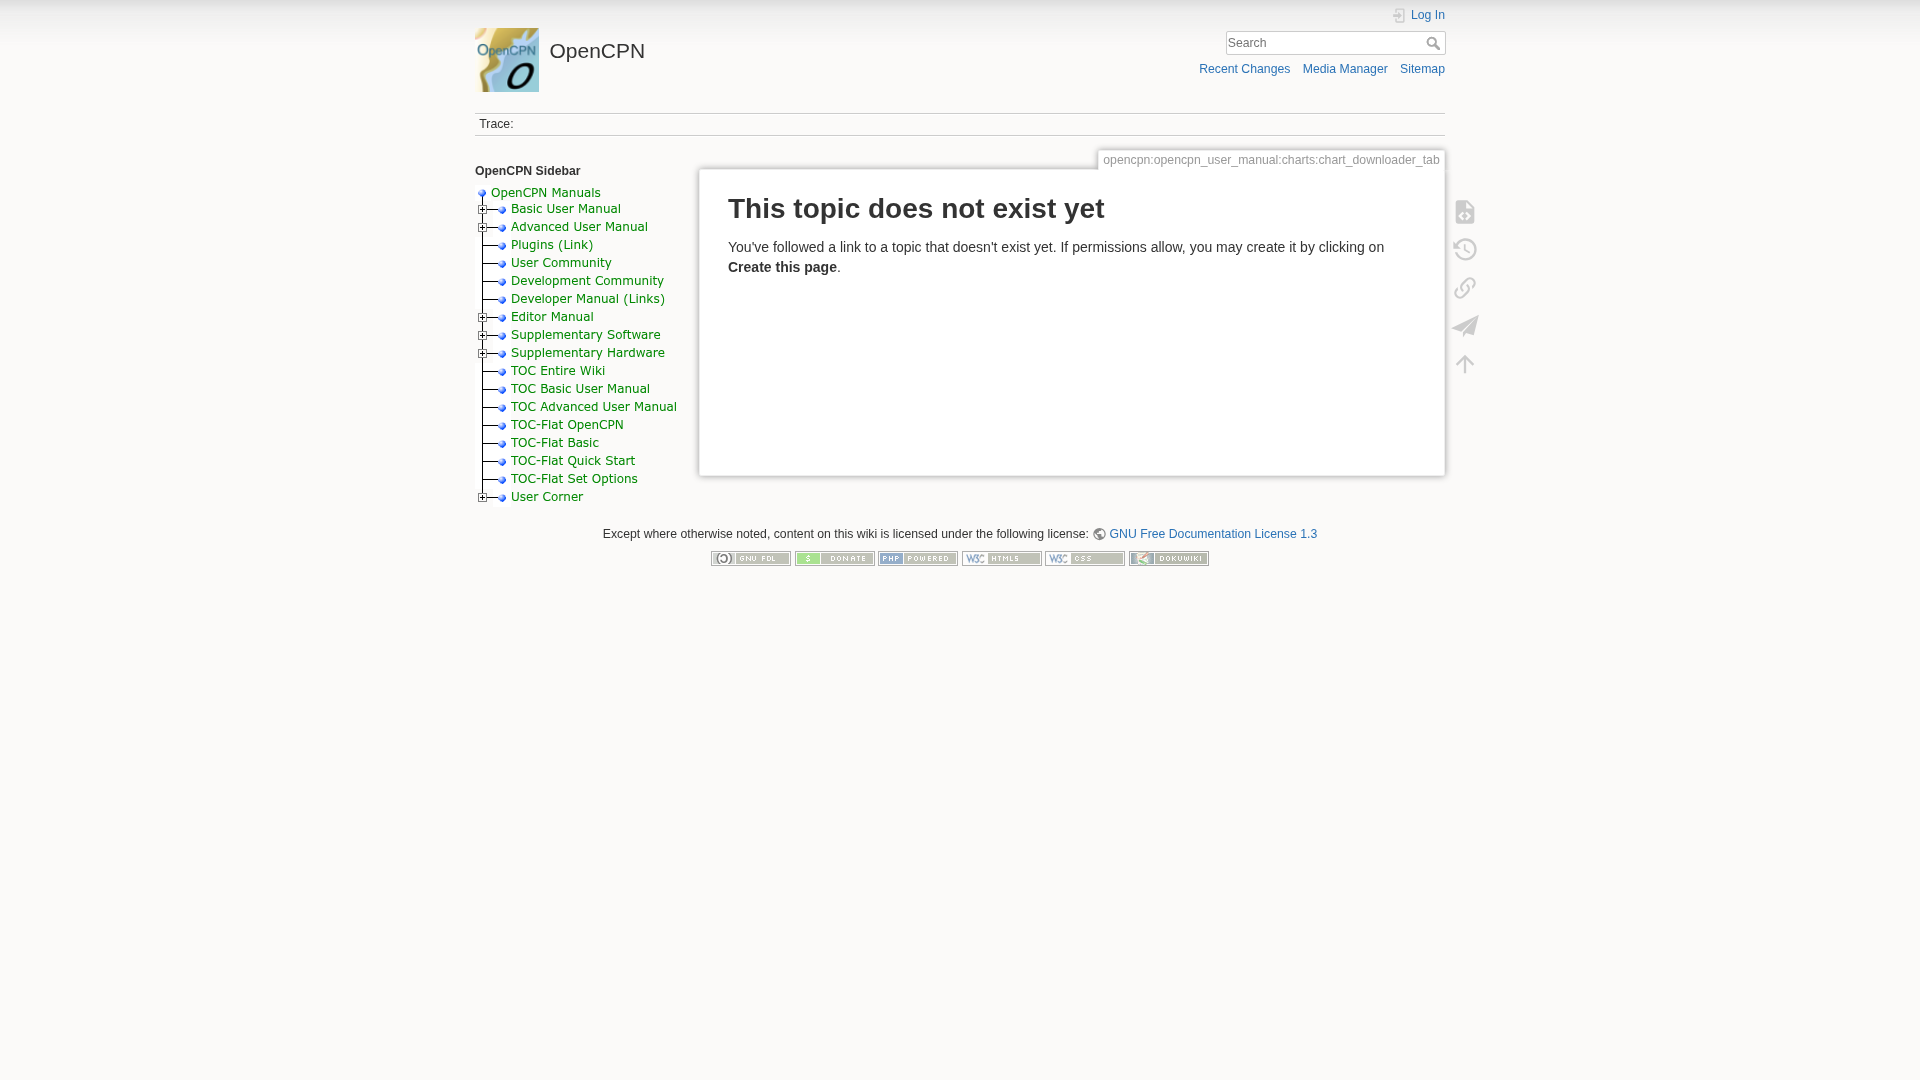 Log In
OpenCPN
OpenCPN
Search
Recent Changes Media Manager Sitemap
Trace:
opencpn:opencpn_user_manual:charts:chart_downloader_tab
OpenCPN Sidebar
OpenCPN Manuals
Basic User Manual
Advanced User Manual
Plugins (Link)
User Community
Development Community
Developer Manual (Links)
Editor Manual
Supplementary Software
Supplementary Hardware
TOC Entire Wiki
TOC Basic User Manual
TOC Advanced User Manual
TOC-Flat OpenCPN
TOC-Flat Basic
TOC-Flat Quick Start
TOC-Flat Set Options
User Corner
This topic does not exist yet
You've followed a link to a topic that doesn't exist yet. If permissions allow, you may create it by clicking on
Create this page.
Except where otherwise noted, content on this wiki is licensed under the following license: GNU Free Documentation License 1.3
GNU FDL $ DONATE PHP POWERED W3C HTML5 W3C CSS DOKUWIKI